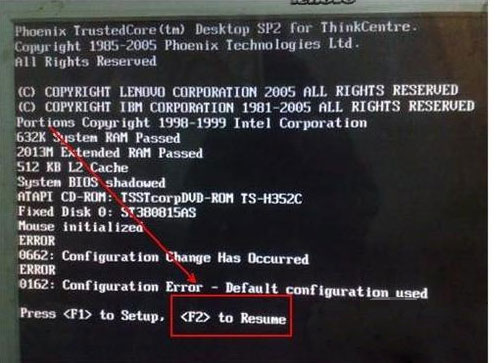 lenovo
Phoenix TrustedCore(tm) Desktop SP2 for ThinkCentre.
Copyright 1985-2005 Phoenix Technologies Ltd.
All Rights Reserved
(C) COPYRIGHT LENOVO CORPORATION 2005 ALL RIGHTS RESERVED
(C) COPYRIGHT IBM CORPORATION 1981-2005 ALL RIGHTS RESERVED
Portions Copyright 1998-1999 Intel Corporation
632K System RAM Passed
2013M Extended RAM Passed
512 KB L2 Cache
System BIOS shadowed
ATAPI CD-ROM: TSSTcorpDVD-ROM TS-H352C
Fixed Disk 0: ST380815AS
Mouse initialized
ERROR
0662: Configuration Change Has Occurred
ERROR
0162: Configuration Error - Default configuration used
Press <F1> to Setup, <F2> to Resume